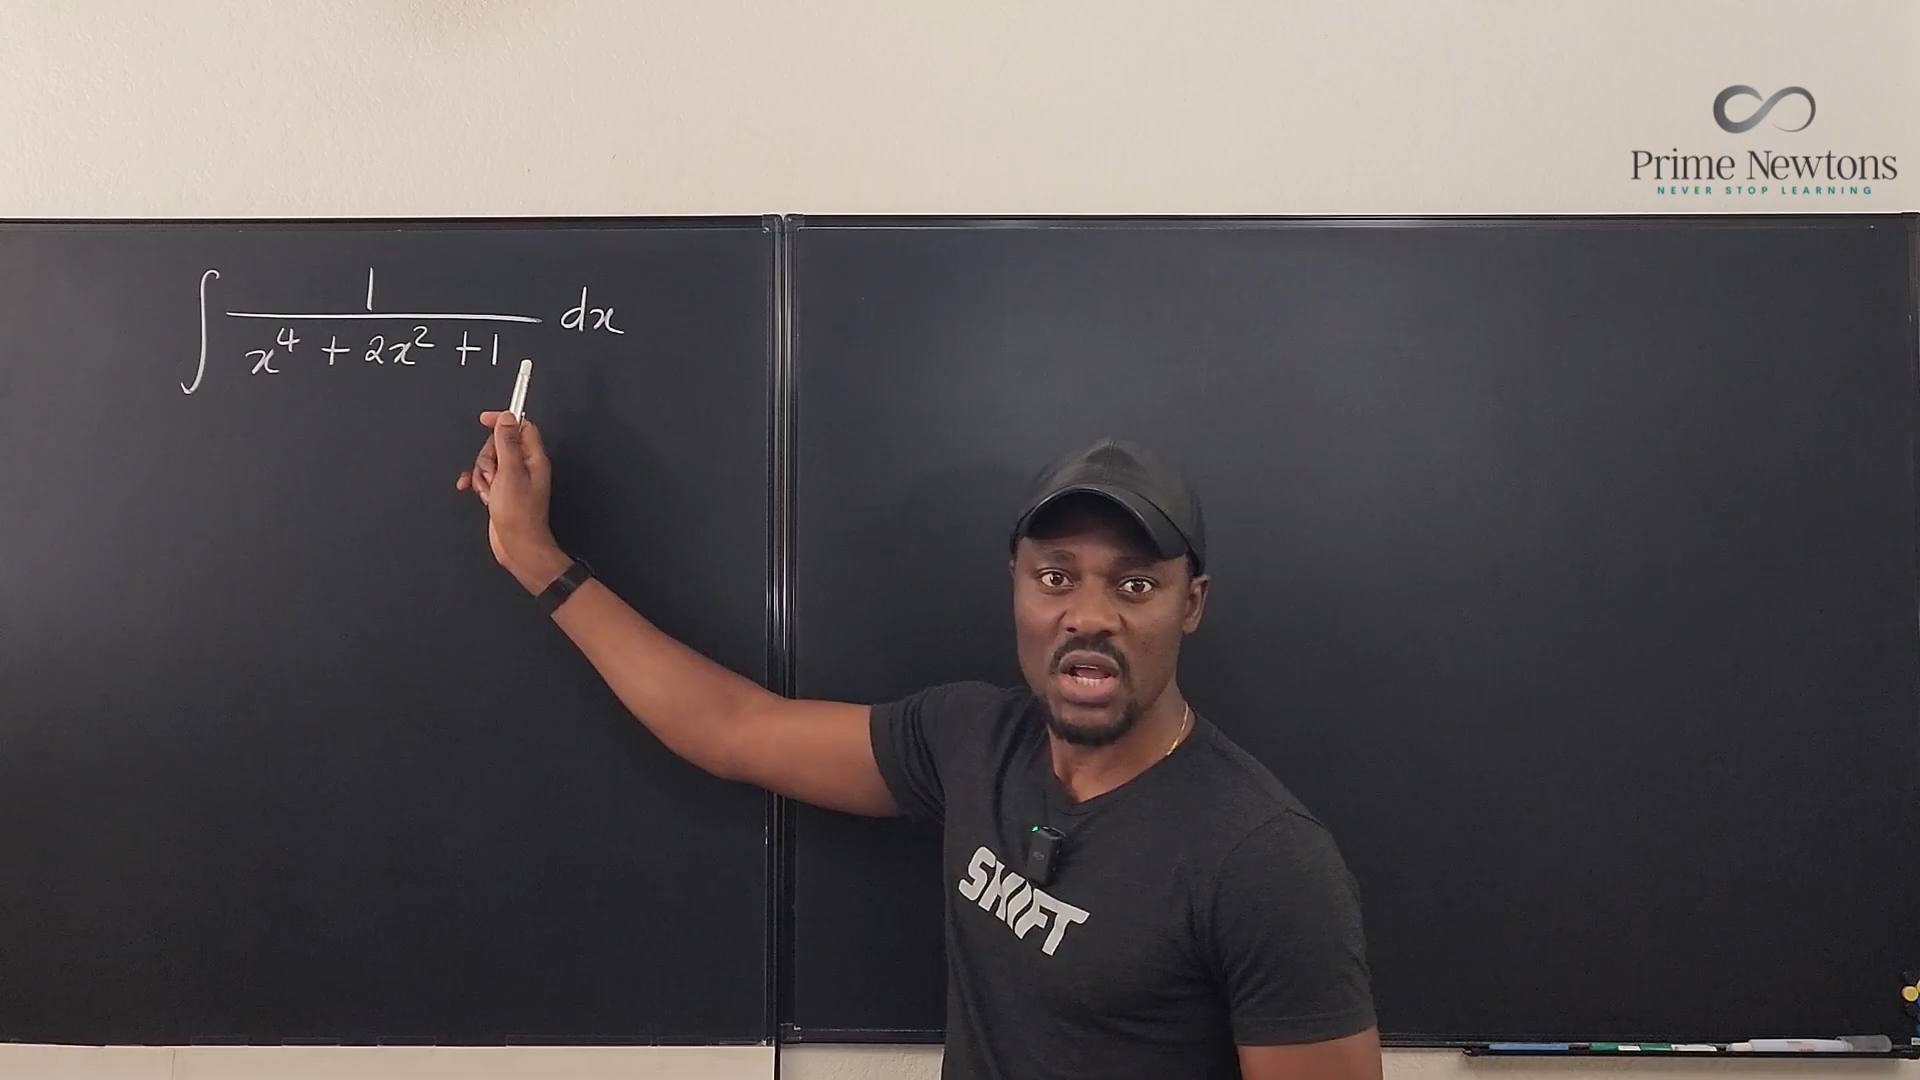 Prime Newtons
NEVER STOP LEARNING
∫ 1/(x⁴ + 2x² + 1) dx
SHIFT